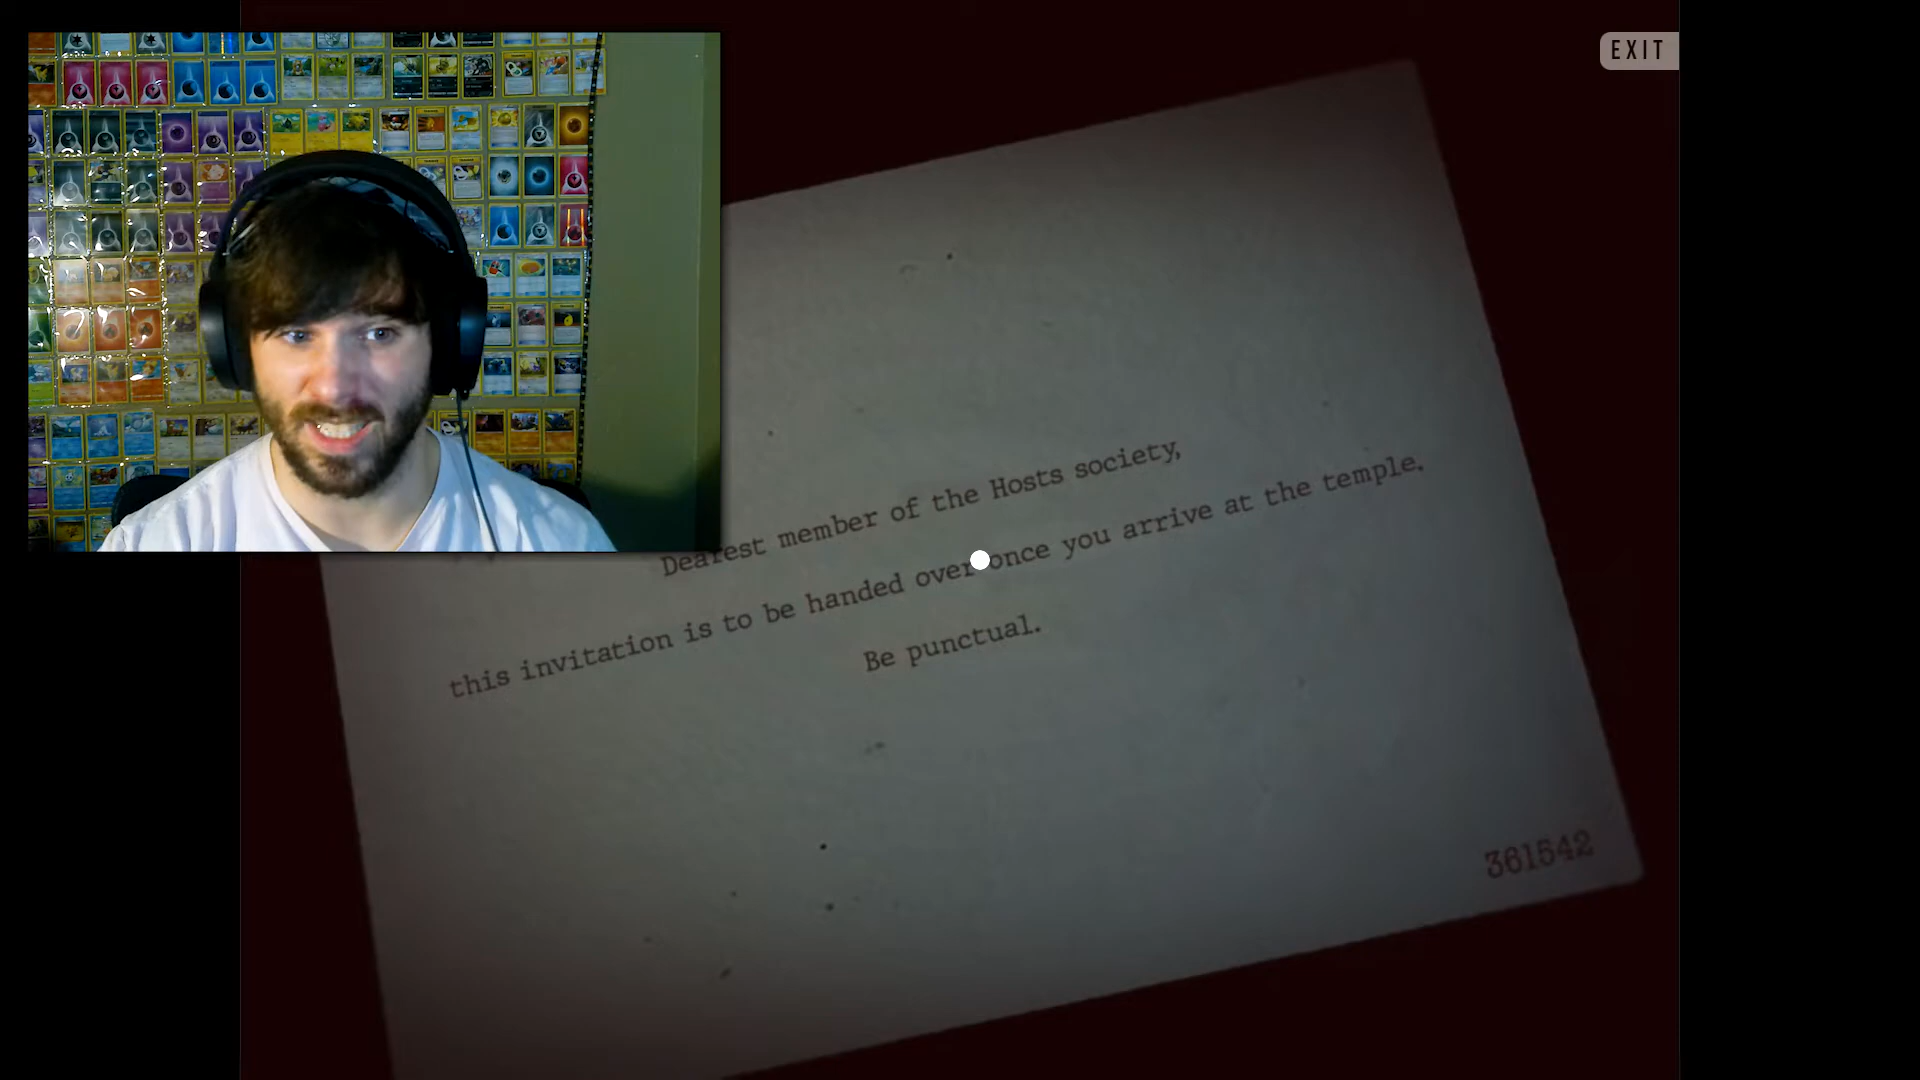 EXIT
Dearest member of the Hosts society,
this invitation is to be handed over once you arrive at the temple.
Be punctual.
361542